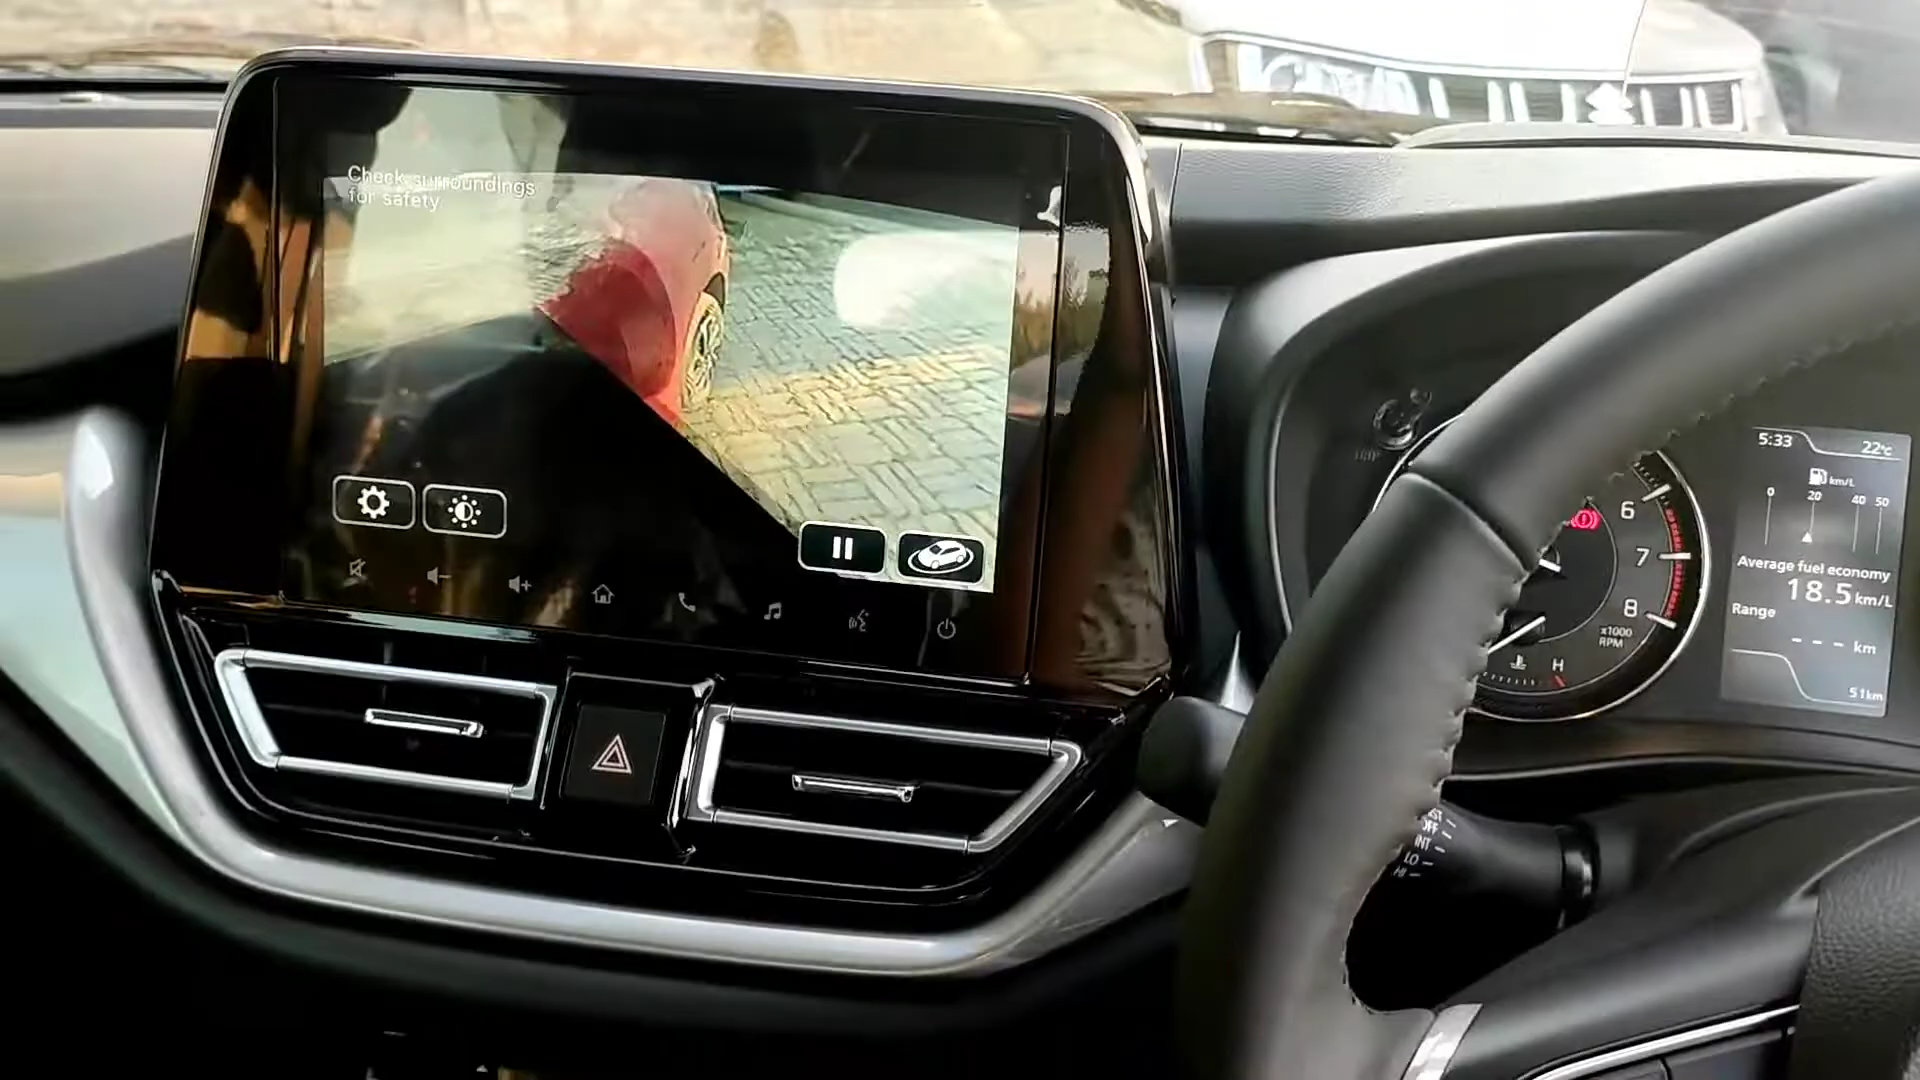 Check surroundings
for safety
5:33
22°C
km/L
0 20 40 50
Average fuel economy
18.5 km/L
Range
- - - km
51km
6
7
8
x1000
RPM
H
TRIP
OFF
INT
LO
HI